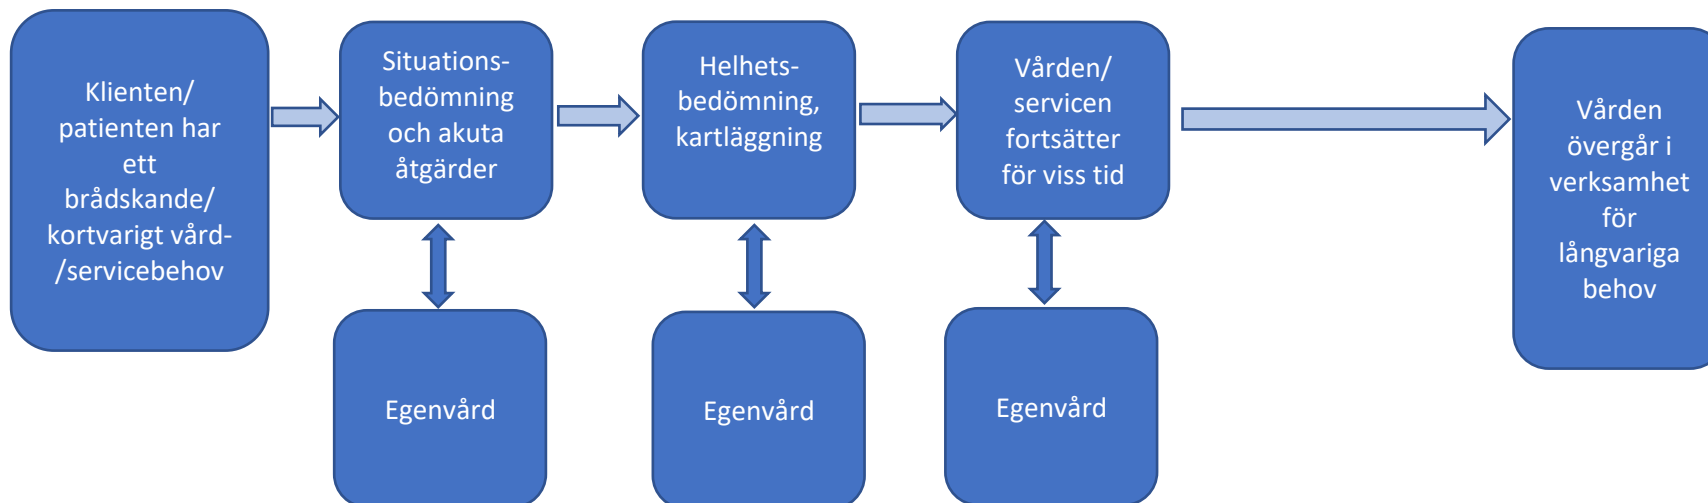 Klienten/
patienten har
ett
brådskande/
kortvarigt vård-
/servicebehov
Situations-
bedömning
och akuta
åtgärder
Helhets-
bedömning,
kartläggning
Vården/
servicen
fortsätter
för viss tid
Vården
övergår i
verksamhet
för
långvariga
behov
Egenvård
Egenvård
Egenvård